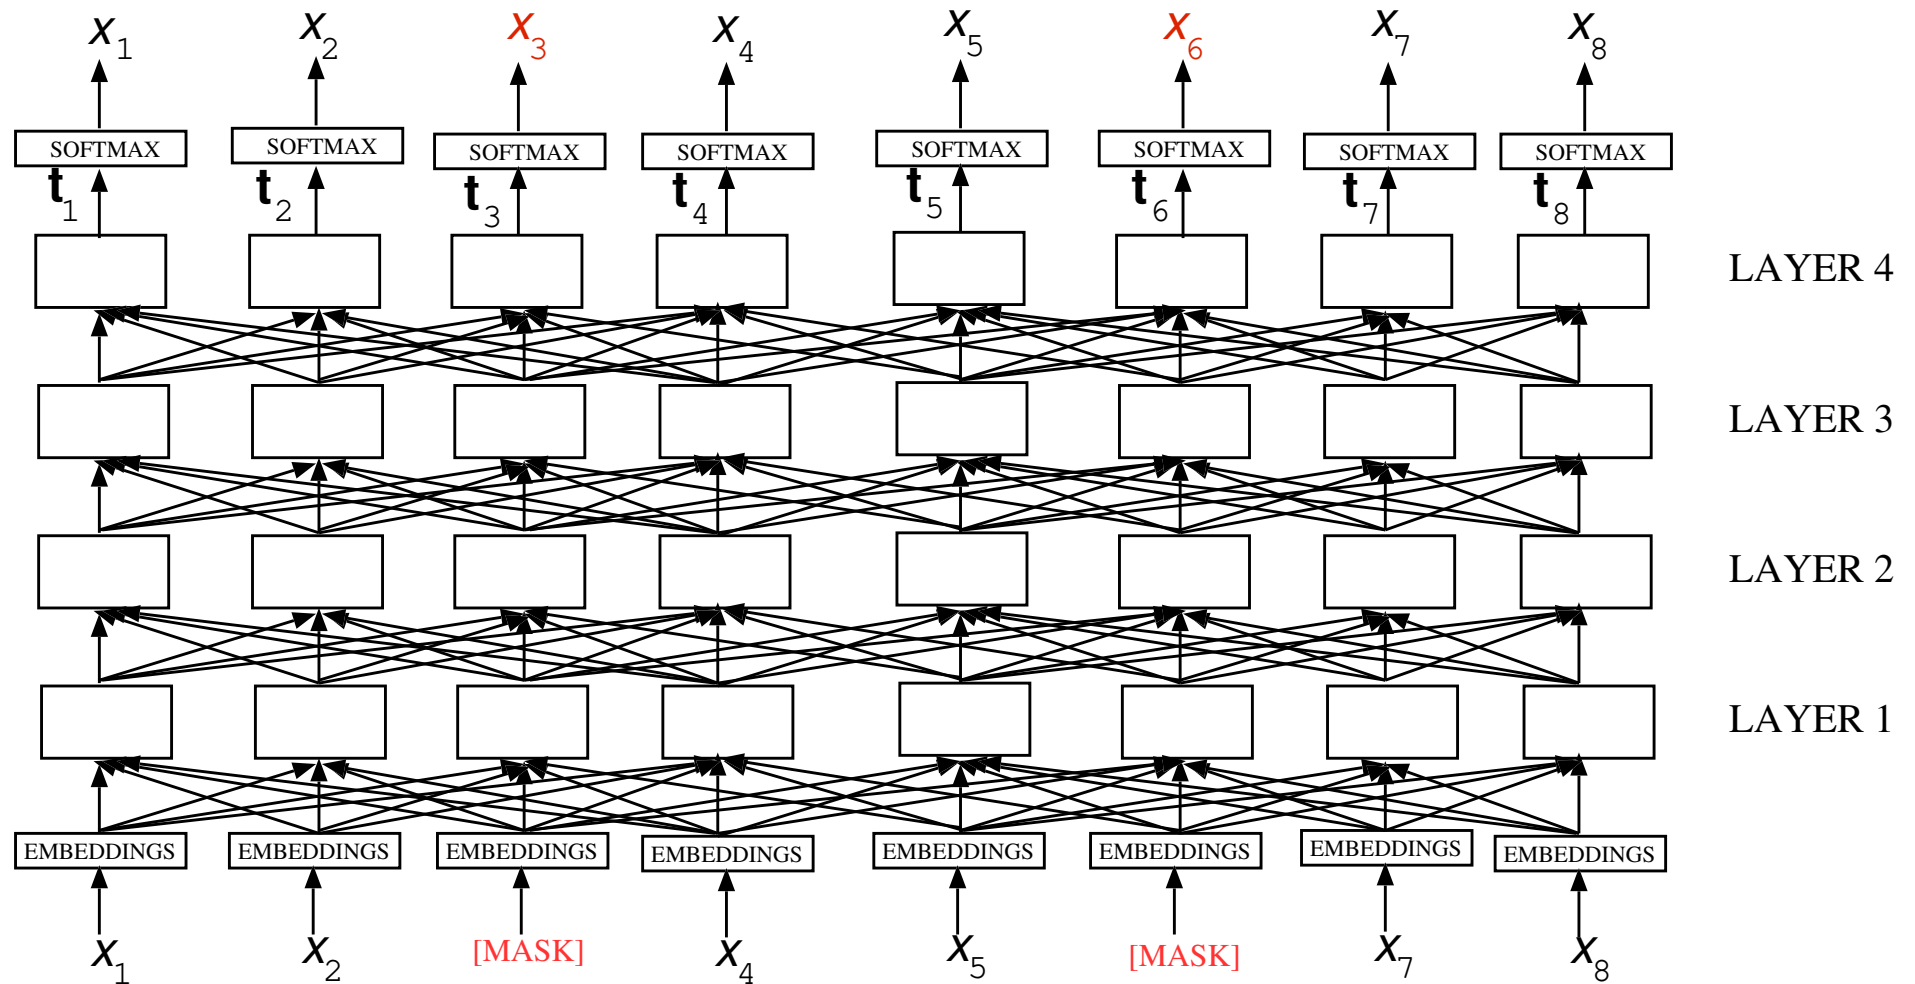 x1 x2 x3 x4 x5 x6 x7 x8
SOFTMAX SOFTMAX SOFTMAX SOFTMAX SOFTMAX SOFTMAX SOFTMAX SOFTMAX
t1 t2 t3 t4 t5 t6 t7 t8
LAYER 4
LAYER 3
LAYER 2
LAYER 1
EMBEDDINGS EMBEDDINGS EMBEDDINGS EMBEDDINGS EMBEDDINGS EMBEDDINGS EMBEDDINGS EMBEDDINGS
x1 x2 [MASK] x4 x5 [MASK] x7 x8